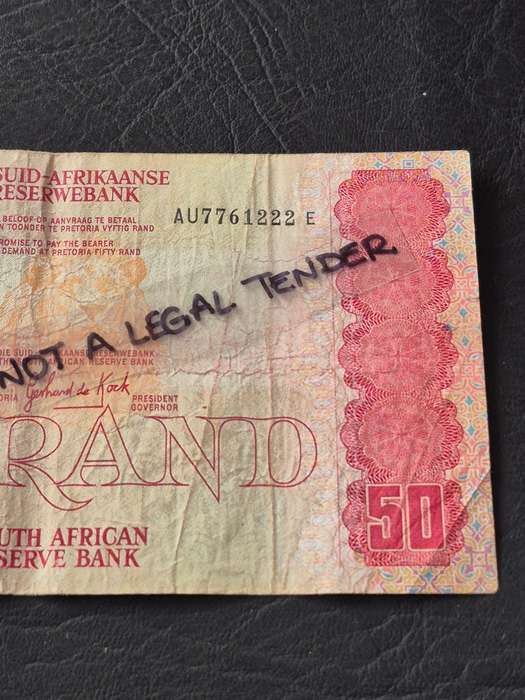 SUID-AFRIKAANSE
RESERWEBANK
BELOOF OP AANVRAAG TE BETAAL
TOONDER TE PRETORIA VYFTIG RAND
AU7761222 E
PROMISE TO PAY THE BEARER
DEMAND AT PRETORIA FIFTY RAND
NOT A LEGAL TENDER
DIE SUID-AFRIKAANSE RESERWEBANK
AFRICAN RESERVE BANK
Gerhard de Kock
PRESIDENT
GOVERNOR
RAND
50
UTH AFRICAN
SERVE BANK